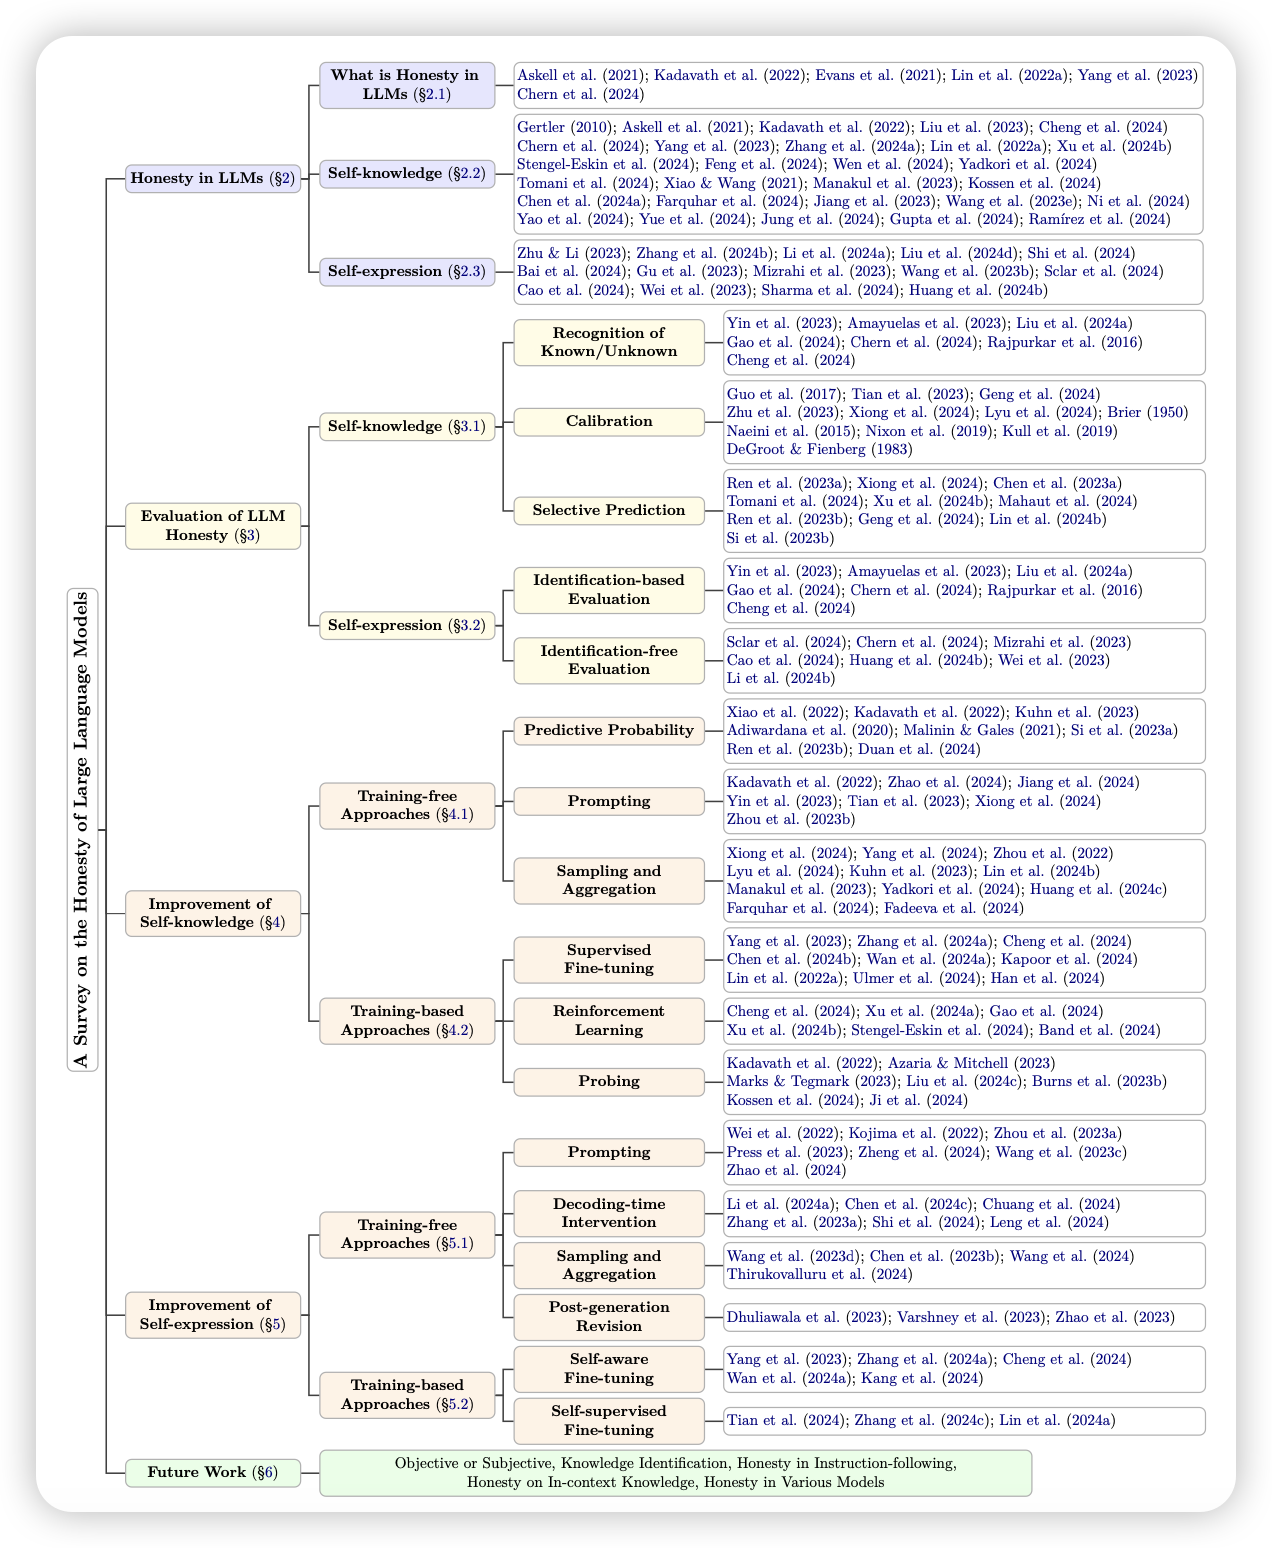 A Survey on the Honesty of Large Language Models
Honesty in LLMs (§2)
What is Honesty in
LLMs (§2.1)
Askell et al. (2021); Kadavath et al. (2022); Evans et al. (2021); Lin et al. (2022a); Yang et al. (2023)
Chern et al. (2024)
Self-knowledge (§2.2)
Gertler (2010); Askell et al. (2021); Kadavath et al. (2022); Liu et al. (2023); Cheng et al. (2024)
Chern et al. (2024); Yang et al. (2023); Zhang et al. (2024a); Lin et al. (2022a); Xu et al. (2024b)
Stengel-Eskin et al. (2024); Feng et al. (2024); Wen et al. (2024); Yadkori et al. (2024)
Tomani et al. (2024); Xiao & Wang (2021); Manakul et al. (2023); Kossen et al. (2024)
Chen et al. (2024a); Farquhar et al. (2024); Jiang et al. (2023); Wang et al. (2023e); Ni et al. (2024)
Yao et al. (2024); Yue et al. (2024); Jung et al. (2024); Gupta et al. (2024); Ramírez et al. (2024)
Self-expression (§2.3)
Zhu & Li (2023); Zhang et al. (2024b); Li et al. (2024a); Liu et al. (2024d); Shi et al. (2024)
Bai et al. (2024); Gu et al. (2023); Mizrahi et al. (2023); Wang et al. (2023b); Sclar et al. (2024)
Cao et al. (2024); Wei et al. (2023); Sharma et al. (2024); Huang et al. (2024b)
Evaluation of LLM
Honesty (§3)
Self-knowledge (§3.1)
Recognition of
Known/Unknown
Yin et al. (2023); Amayuelas et al. (2023); Liu et al. (2024a)
Gao et al. (2024); Chern et al. (2024); Rajpurkar et al. (2016)
Cheng et al. (2024)
Calibration
Guo et al. (2017); Tian et al. (2023); Geng et al. (2024)
Zhu et al. (2023); Xiong et al. (2024); Lyu et al. (2024); Brier (1950)
Naeini et al. (2015); Nixon et al. (2019); Kull et al. (2019)
DeGroot & Fienberg (1983)
Selective Prediction
Ren et al. (2023a); Xiong et al. (2024); Chen et al. (2023a)
Tomani et al. (2024); Xu et al. (2024b); Mahaut et al. (2024)
Ren et al. (2023b); Geng et al. (2024); Lin et al. (2024b)
Si et al. (2023b)
Self-expression (§3.2)
Identification-based
Evaluation
Yin et al. (2023); Amayuelas et al. (2023); Liu et al. (2024a)
Gao et al. (2024); Chern et al. (2024); Rajpurkar et al. (2016)
Cheng et al. (2024)
Identification-free
Evaluation
Sclar et al. (2024); Chern et al. (2024); Mizrahi et al. (2023)
Cao et al. (2024); Huang et al. (2024b); Wei et al. (2023)
Li et al. (2024b)
Improvement of
Self-knowledge (§4)
Training-free
Approaches (§4.1)
Predictive Probability
Xiao et al. (2022); Kadavath et al. (2022); Kuhn et al. (2023)
Adiwardana et al. (2020); Malinin & Gales (2021); Si et al. (2023a)
Ren et al. (2023b); Duan et al. (2024)
Prompting
Kadavath et al. (2022); Zhao et al. (2024); Jiang et al. (2024)
Yin et al. (2023); Tian et al. (2023); Xiong et al. (2024)
Zhou et al. (2023b)
Sampling and
Aggregation
Xiong et al. (2024); Yang et al. (2024); Zhou et al. (2022)
Lyu et al. (2024); Kuhn et al. (2023); Lin et al. (2024b)
Manakul et al. (2023); Yadkori et al. (2024); Huang et al. (2024c)
Farquhar et al. (2024); Fadeeva et al. (2024)
Training-based
Approaches (§4.2)
Supervised
Fine-tuning
Yang et al. (2023); Zhang et al. (2024a); Cheng et al. (2024)
Chen et al. (2024b); Wan et al. (2024a); Kapoor et al. (2024)
Lin et al. (2022a); Ulmer et al. (2024); Han et al. (2024)
Reinforcement
Learning
Cheng et al. (2024); Xu et al. (2024a); Gao et al. (2024)
Xu et al. (2024b); Stengel-Eskin et al. (2024); Band et al. (2024)
Probing
Kadavath et al. (2022); Azaria & Mitchell (2023)
Marks & Tegmark (2023); Liu et al. (2024c); Burns et al. (2023b)
Kossen et al. (2024); Ji et al. (2024)
Improvement of
Self-expression (§5)
Training-free
Approaches (§5.1)
Prompting
Wei et al. (2022); Kojima et al. (2022); Zhou et al. (2023a)
Press et al. (2023); Zheng et al. (2024); Wang et al. (2023c)
Zhao et al. (2024)
Decoding-time
Intervention
Li et al. (2024a); Chen et al. (2024c); Chuang et al. (2024)
Zhang et al. (2023a); Shi et al. (2024); Leng et al. (2024)
Sampling and
Aggregation
Wang et al. (2023d); Chen et al. (2023b); Wang et al. (2024)
Thirukovalluru et al. (2024)
Post-generation
Revision
Dhuliawala et al. (2023); Varshney et al. (2023); Zhao et al. (2023)
Training-based
Approaches (§5.2)
Self-aware
Fine-tuning
Yang et al. (2023); Zhang et al. (2024a); Cheng et al. (2024)
Wan et al. (2024a); Kang et al. (2024)
Self-supervised
Fine-tuning
Tian et al. (2024); Zhang et al. (2024c); Lin et al. (2024a)
Future Work (§6)
Objective or Subjective, Knowledge Identification, Honesty in Instruction-following,
Honesty on In-context Knowledge, Honesty in Various Models